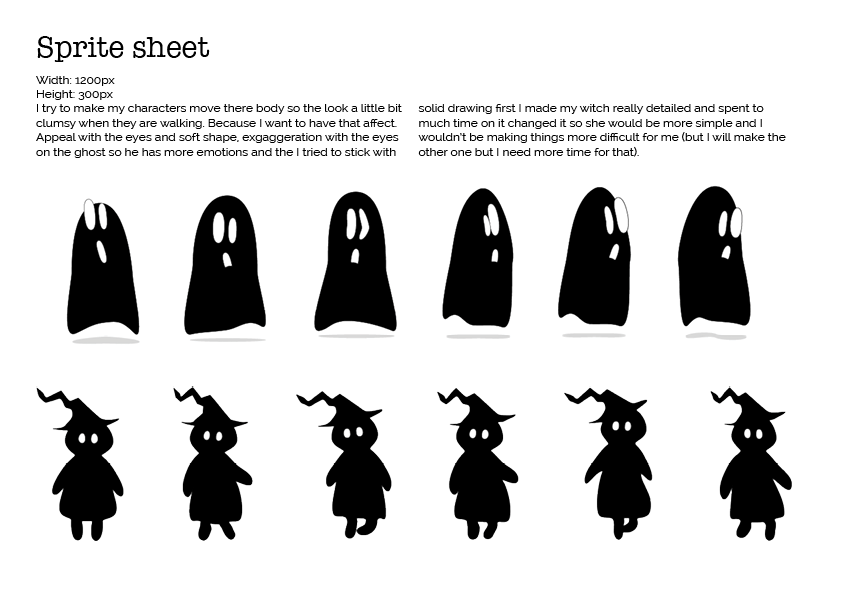 Sprite sheet
Width: 1200px
Height: 300px
I try to make my characters move there body so the look a little bit
clumsy when they are walking. Because I want to have that affect.
Appeal with the eyes and soft shape, exgaggeration with the eyes
on the ghost so he has more emotions and the I tried to stick with
solid drawing first I made my witch really detailed and spent to
much time on it changed it so she would be more simple and I
wouldn't be making things more difficult for me (but I will make the
other one but I need more time for that).